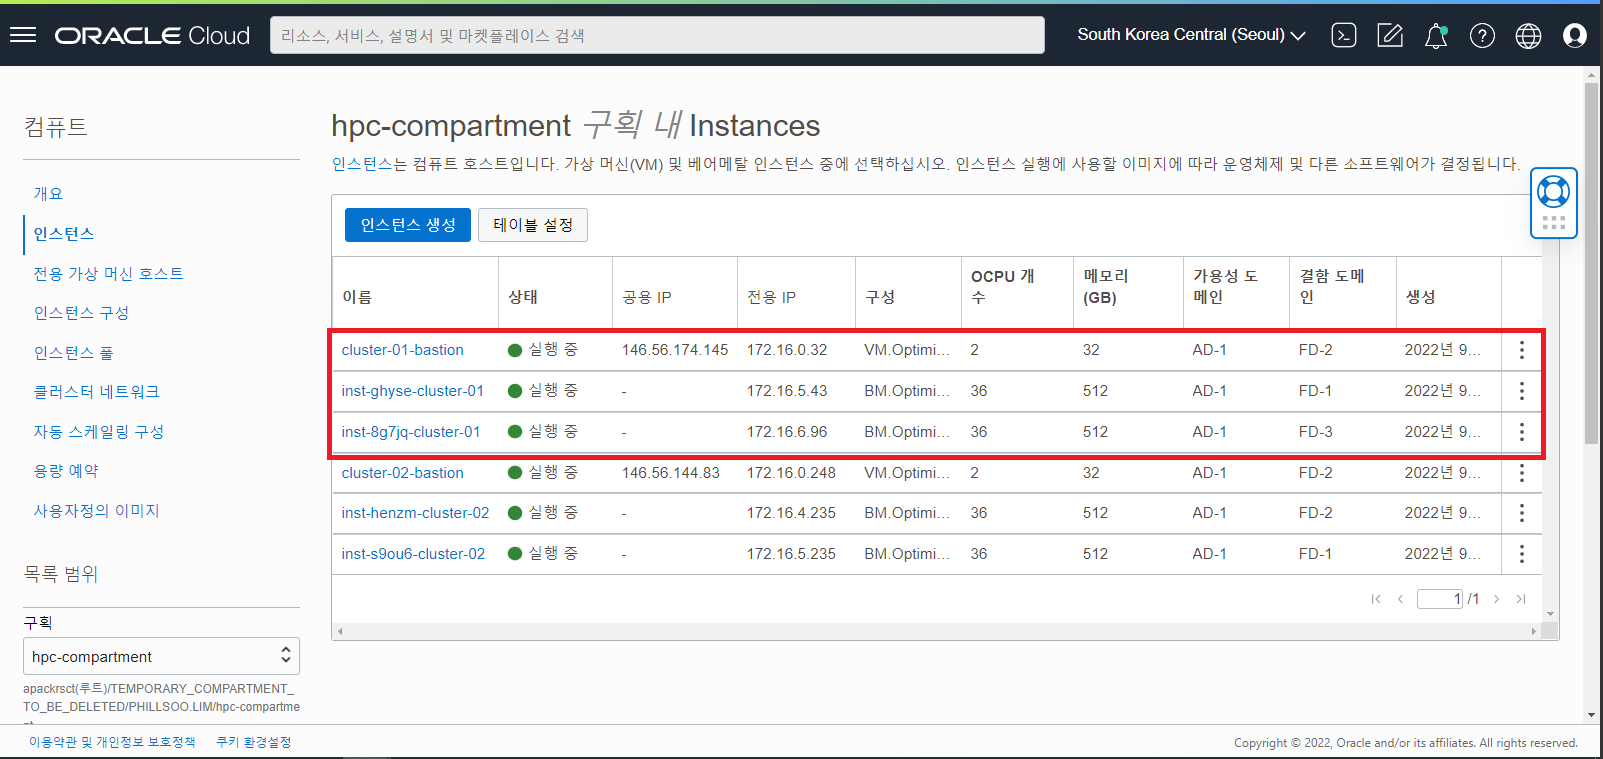 ORACLE Cloud
리소스, 서비스, 설명서 및 마켓플레이스 검색
South Korea Central (Seoul)
컴퓨트
개요
인스턴스
전용 가상 머신 호스트
인스턴스 구성
인스턴스 풀
클러스터 네트워크
자동 스케일링 구성
용량 예약
사용자정의 이미지
목록 범위
구획
hpc-compartment
apackrsct(루트)/TEMPORARY_COMPARTMENT_
TO_BE_DELETED/PHILLSOO.LIM/hpc-compartme
hpc-compartment 구획 내 Instances
인스턴스는 컴퓨트 호스트입니다. 가상 머신(VM) 및 베어메탈 인스턴스 중에 선택하십시오. 인스턴스 실행에 사용할 이미지에 따라 운영체제 및 다른 소프트웨어가 결정됩니다.
인스턴스 생성 테이블 설정
이름 상태 공용 IP 전용 IP 구성 OCPU 개수 메모리 (GB) 가용성 도메인 결함 도메인 생성
cluster-01-bastion 실행 중 146.56.174.145 172.16.0.32 VM.Optimi... 2 32 AD-1 FD-2 2022년 9...
inst-ghyse-cluster-01 실행 중 - 172.16.5.43 BM.Optimi... 36 512 AD-1 FD-1 2022년 9...
inst-8g7jq-cluster-01 실행 중 - 172.16.6.96 BM.Optimi... 36 512 AD-1 FD-3 2022년 9...
cluster-02-bastion 실행 중 146.56.144.83 172.16.0.248 VM.Optimi... 2 32 AD-1 FD-2 2022년 9...
inst-henzm-cluster-02 실행 중 - 172.16.4.235 BM.Optimi... 36 512 AD-1 FD-2 2022년 9...
inst-s9ou6-cluster-02 실행 중 - 172.16.5.235 BM.Optimi... 36 512 AD-1 FD-1 2022년 9...
1 /1
이용약관 및 개인정보 보호정책 쿠키 환경설정
Copyright © 2022, Oracle and/or its affiliates. All rights reserved.